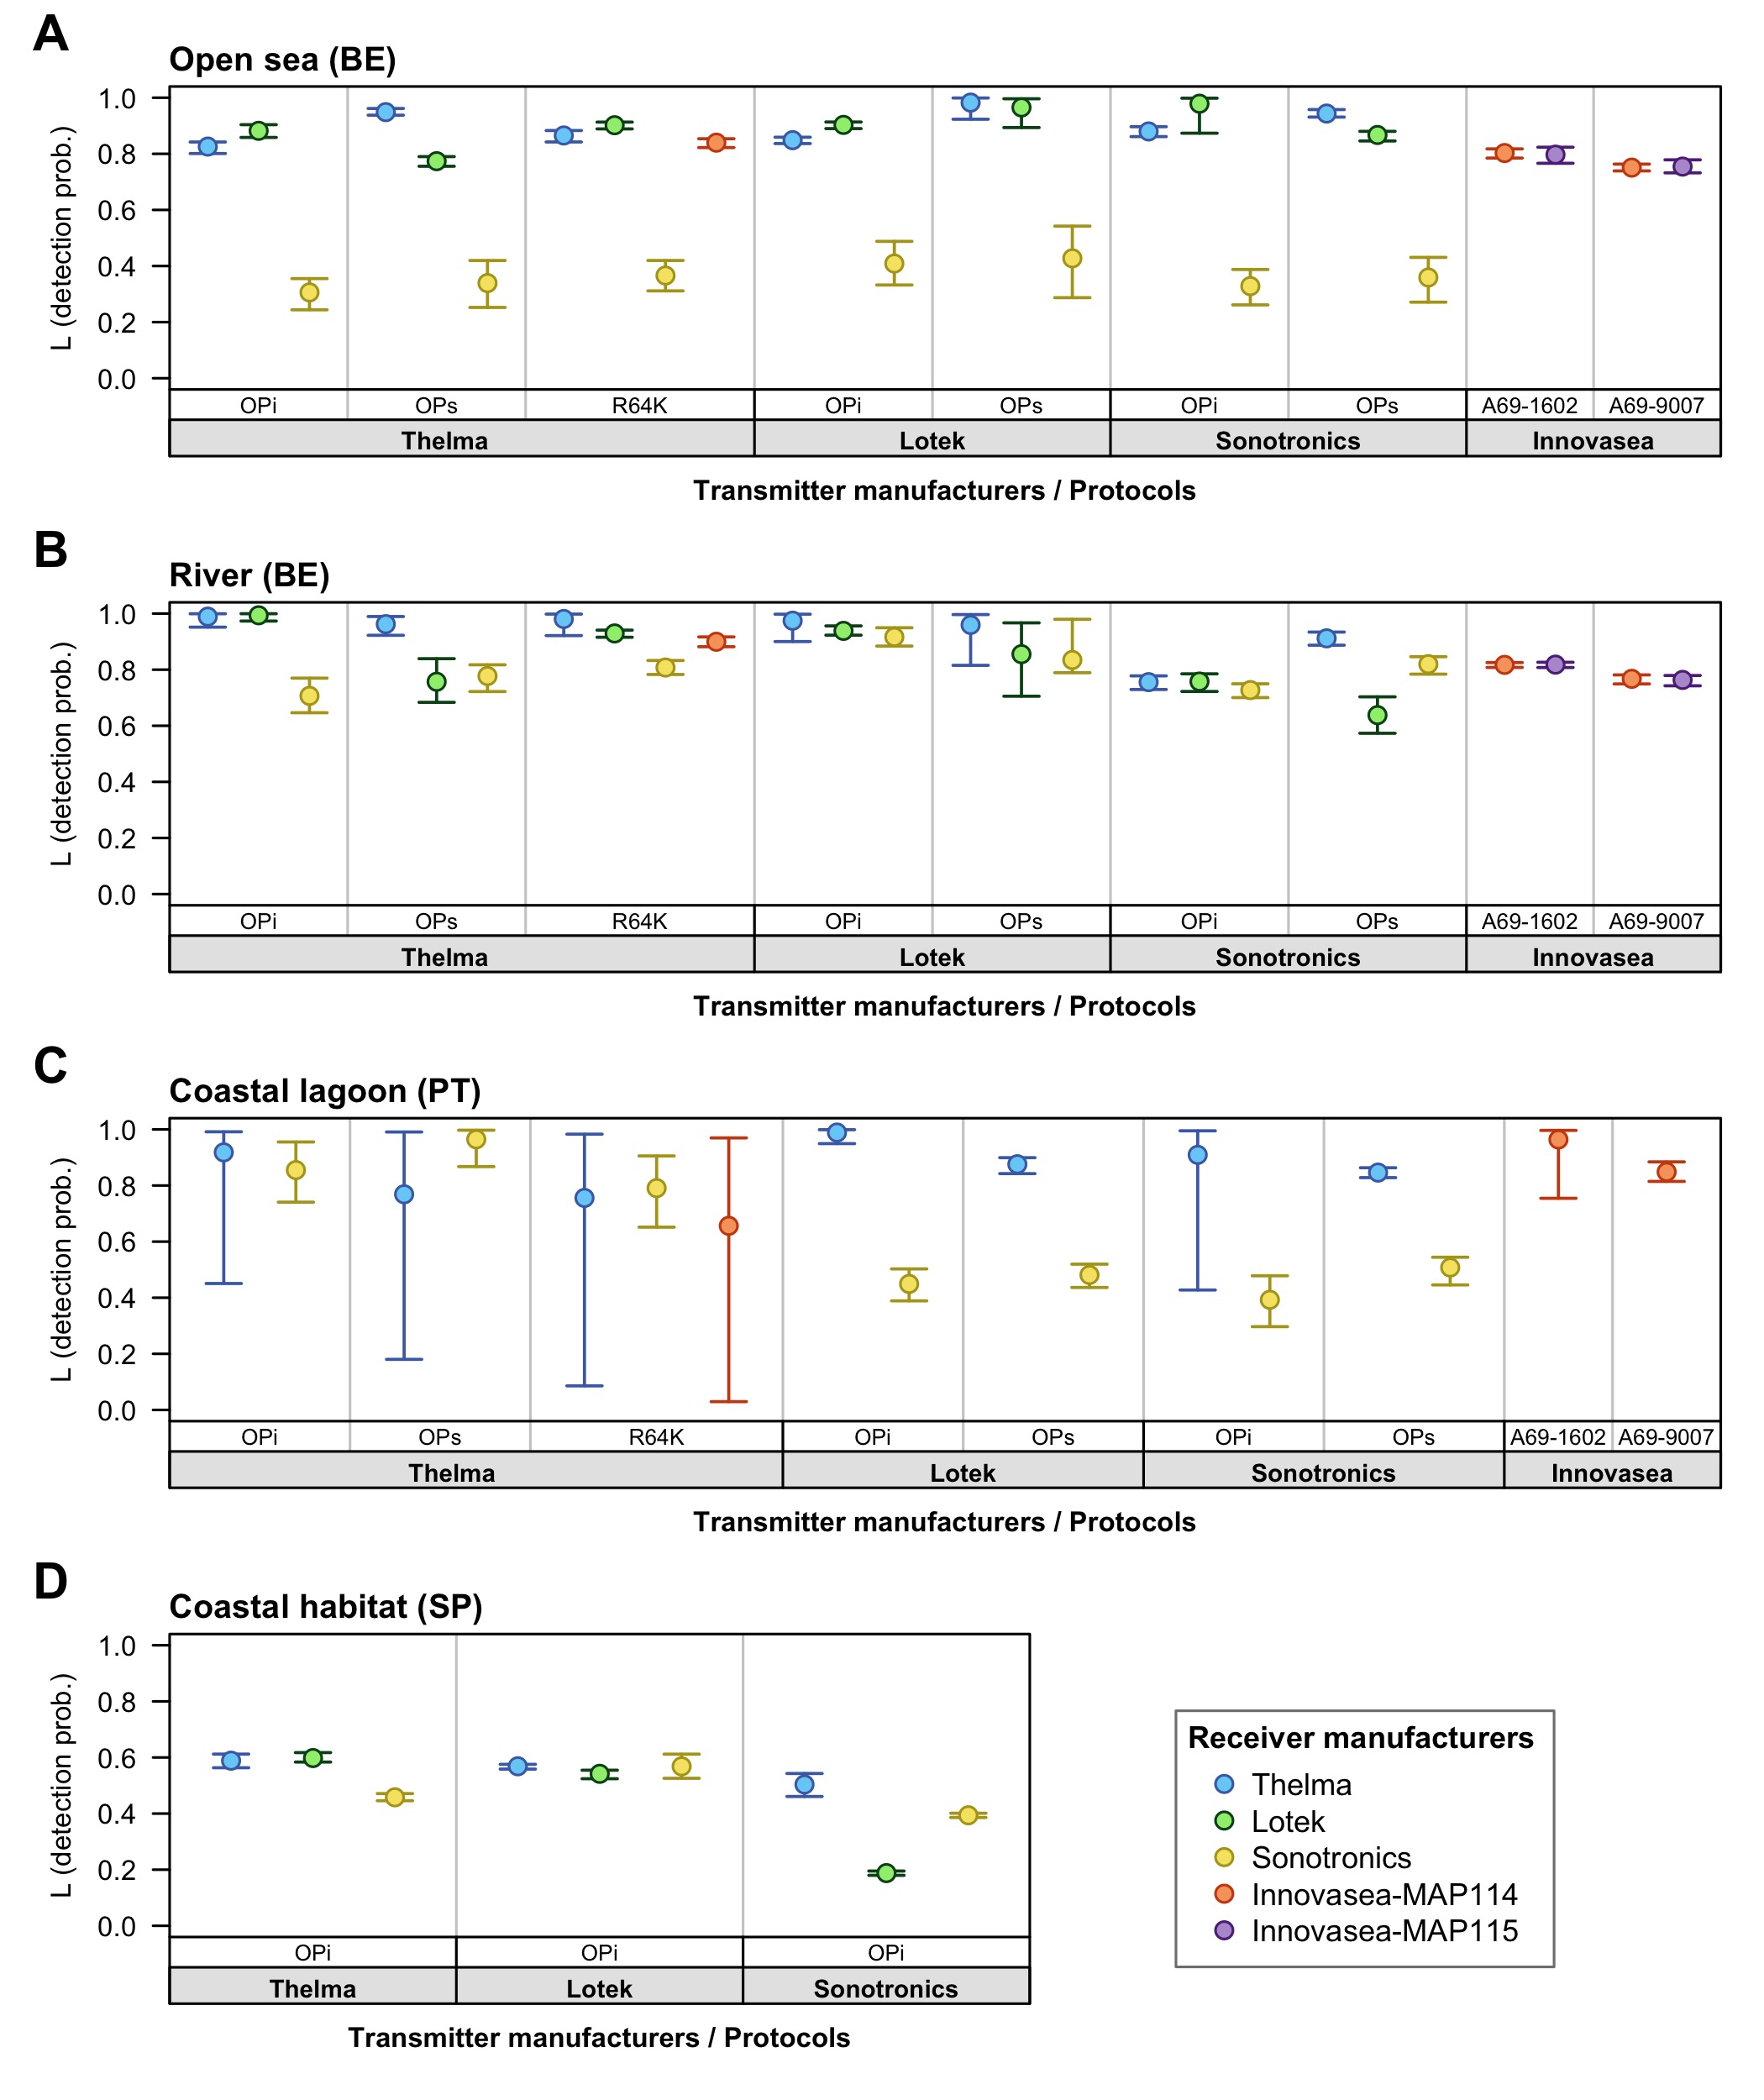 A
Open sea (BE)
L (detection prob.)
1.0
0.8
0.6
0.4
0.2
0.0
OPi OPs R64K OPi OPs OPi OPs A69-1602 A69-9007
Thelma Lotek Sonotronics Innovasea
Transmitter manufacturers / Protocols
B
River (BE)
L (detection prob.)
1.0
0.8
0.6
0.4
0.2
0.0
OPi OPs R64K OPi OPs OPi OPs A69-1602 A69-9007
Thelma Lotek Sonotronics Innovasea
Transmitter manufacturers / Protocols
C
Coastal lagoon (PT)
L (detection prob.)
1.0
0.8
0.6
0.4
0.2
0.0
OPi OPs R64K OPi OPs OPi OPs A69-1602 A69-9007
Thelma Lotek Sonotronics Innovasea
Transmitter manufacturers / Protocols
D
Coastal habitat (SP)
L (detection prob.)
1.0
0.8
0.6
0.4
0.2
0.0
OPi OPi OPi
Thelma Lotek Sonotronics
Transmitter manufacturers / Protocols
Receiver manufacturers
Thelma
Lotek
Sonotronics
Innovasea-MAP114
Innovasea-MAP115